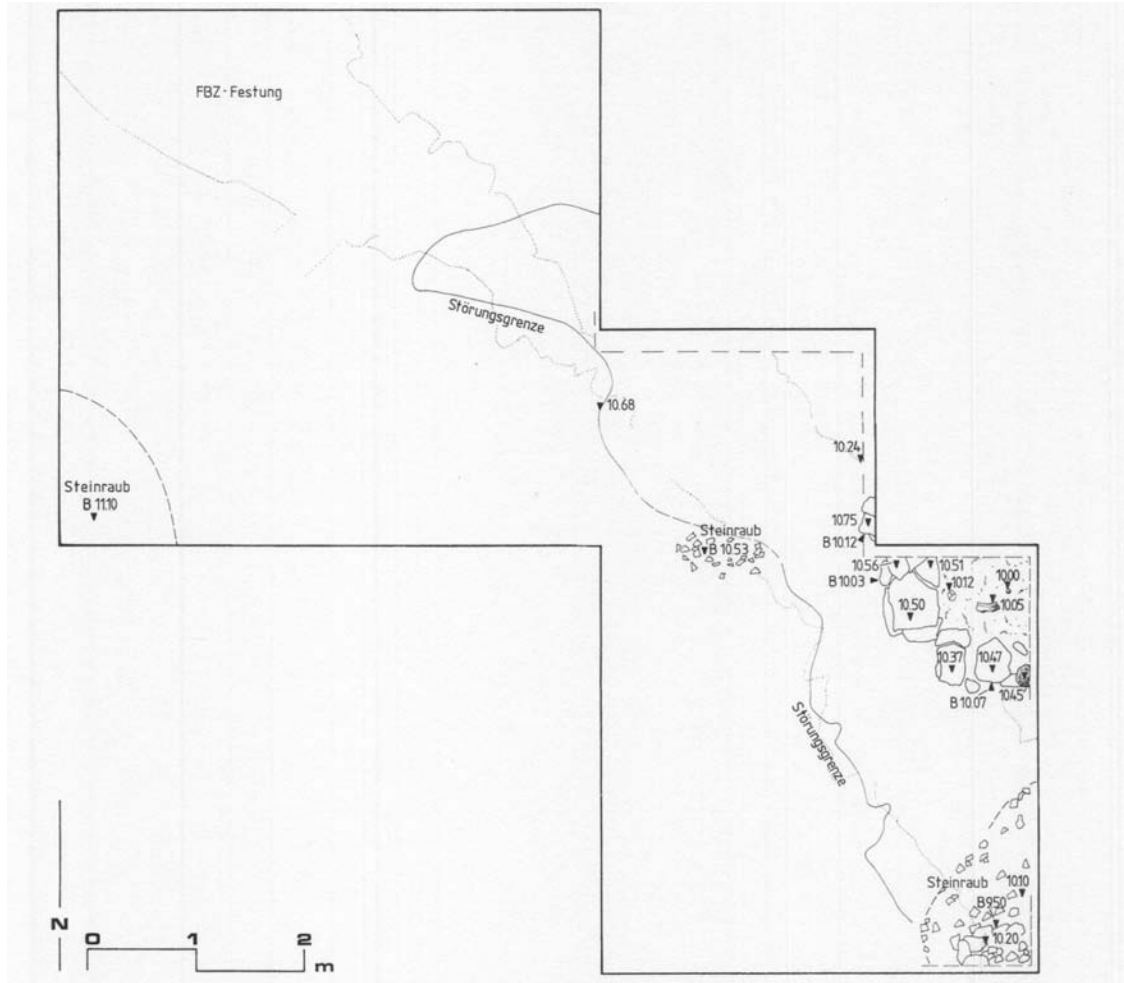 FBZ-Festung
Störungsgrenze
10.68
10.24
Steinraub
B 11.10
Steinraub
B 10.53
10.75
B 10.12
10.56
10.51
B 10.03
10.12
10.00
10.05
10.50
10.37
10.47
B 10.07
10.45
Störungsgrenze
Steinraub
10.10
B 9.50
10.20
N
0 1 2
m